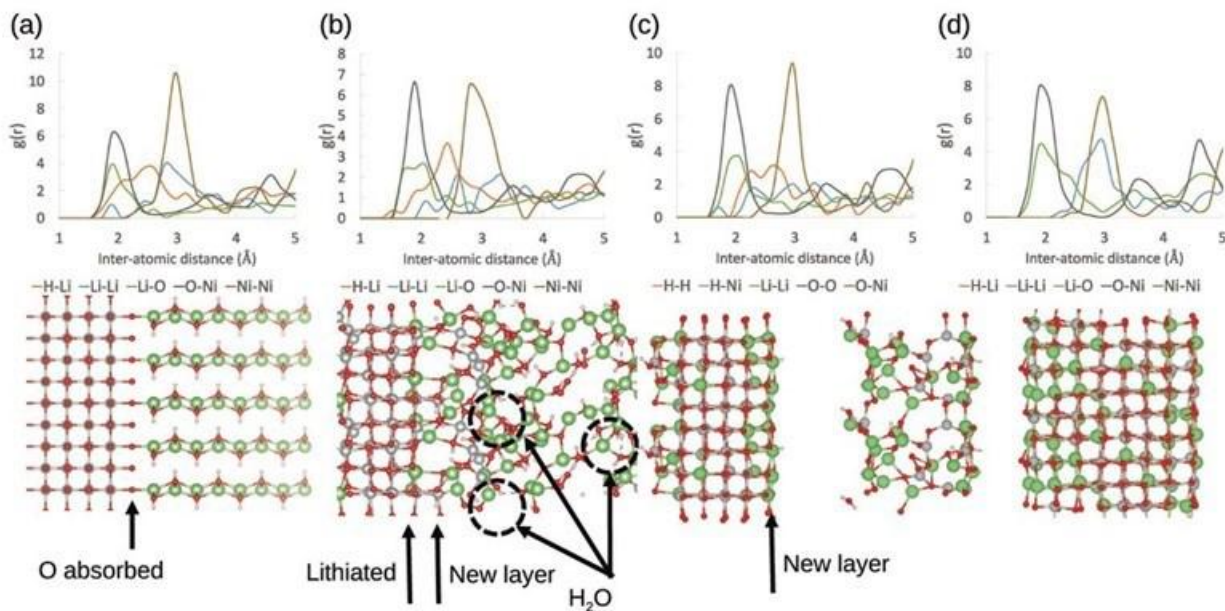 (a)
12
10
8
6
4
2
0
g(r)
1 2 3 4 5
Inter-atomic distance (Å)
H-Li Li-Li Li-O O-Ni Ni-Ni
O absorbed
(b)
8
7
6
5
4
3
2
1
0
g(r)
1 2 3 4 5
Inter-atomic distance (Å)
H-Li Li-Li Li-O O-Ni Ni-Ni
Lithiated
New layer
H₂O
(c)
10
8
6
4
2
0
g(r)
1 2 3 4 5
Inter-atomic distance (Å)
H-H H-Ni Li-Li O-O O-Ni
New layer
(d)
10
8
6
4
2
0
g(r)
1 2 3 4 5
Inter-atomic distance (Å)
H-Li Li-Li Li-O O-Ni Ni-Ni